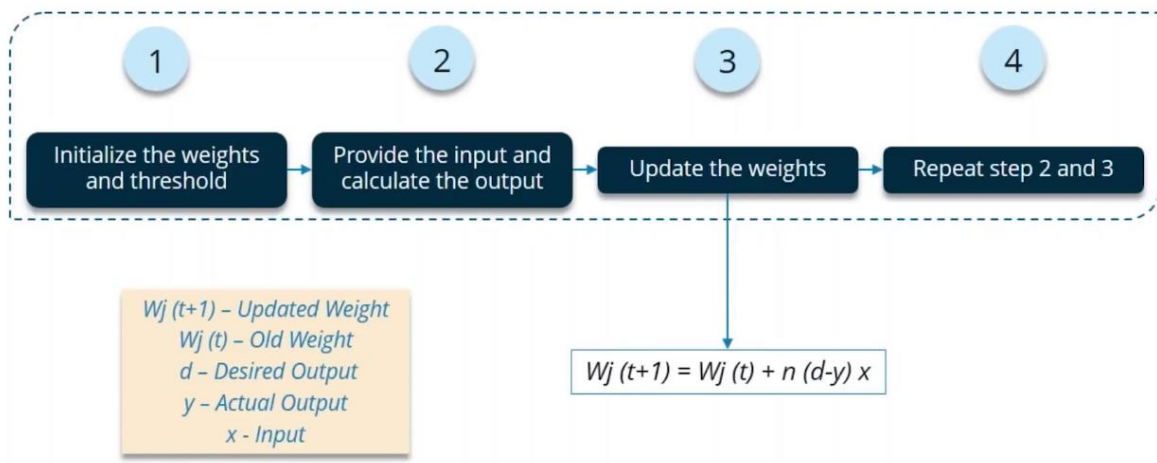 1
2
3
4
Initialize the weights
and threshold
Provide the input and
calculate the output
Update the weights
Repeat step 2 and 3
Wj (t+1) – Updated Weight
Wj (t) – Old Weight
d – Desired Output
y – Actual Output
x - Input
Wj (t+1) = Wj (t) + n (d-y) x